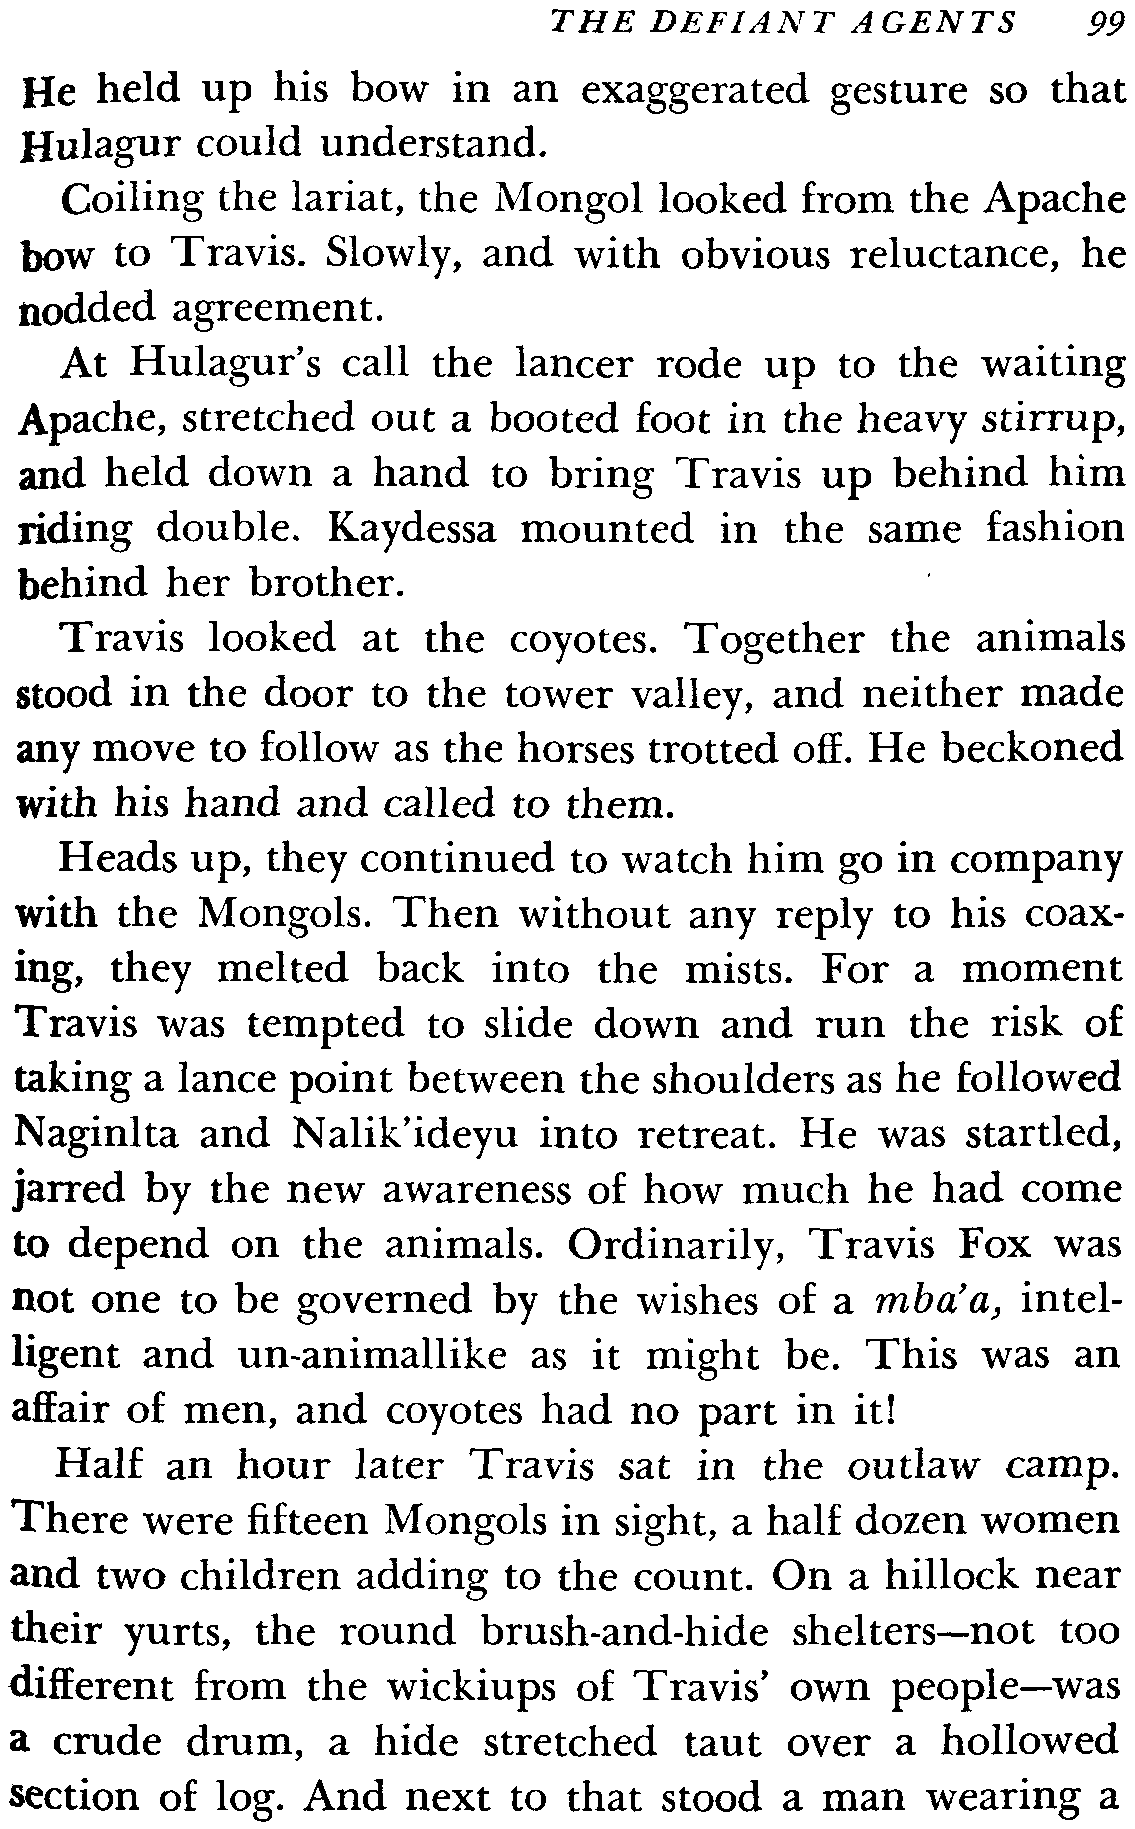 THE DEFIANT AGENTS 99
He held up his bow in an exaggerated gesture so that
Hulagur could understand.
Coiling the lariat, the Mongol looked from the Apache
bow to Travis. Slowly, and with obvious reluctance, he
nodded agreement.
At Hulagur's call the lancer rode up to the waiting
Apache, stretched out a booted foot in the heavy stirrup,
and held down a hand to bring Travis up behind him
riding double. Kaydessa mounted in the same fashion
behind her brother.
Travis looked at the coyotes. Together the animals
stood in the door to the tower valley, and neither made
any move to follow as the horses trotted off. He beckoned
with his hand and called to them.
Heads up, they continued to watch him go in company
with the Mongols. Then without any reply to his coax-
ing, they melted back into the mists. For a moment
Travis was tempted to slide down and run the risk of
taking a lance point between the shoulders as he followed
Naginlta and Nalik'ideyu into retreat. He was startled,
jarred by the new awareness of how much he had come
to depend on the animals. Ordinarily, Travis Fox was
not one to be governed by the wishes of a mba'a, intel-
ligent and un-animallike as it might be. This was an
affair of men, and coyotes had no part in it!
Half an hour later Travis sat in the outlaw camp.
There were fifteen Mongols in sight, a half dozen women
and two children adding to the count. On a hillock near
their yurts, the round brush-and-hide shelters—not too
different from the wickiups of Travis' own people—was
a crude drum, a hide stretched taut over a hollowed
section of log. And next to that stood a man wearing a